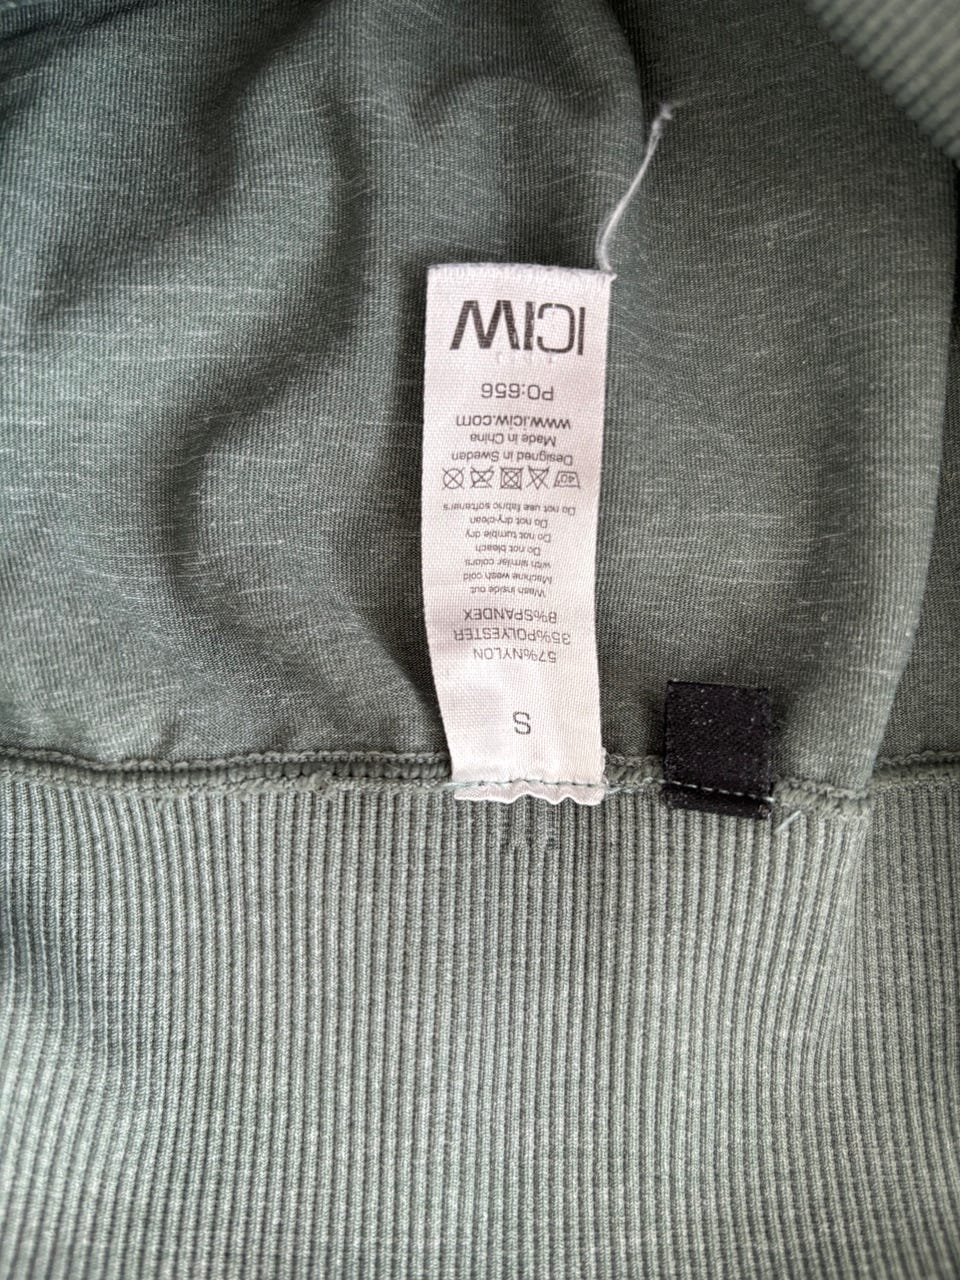 S
57%NYLON
35%POLYESTER
8%SPANDEX
Wash inside out
Machine wash cold
with similar colors
Do not bleach
Do not tumble dry
Do not dry-clean
Do not use fabric softeners
40
Designed in Sweden
Made in China
www.iciw.com
PO:656
ICIW